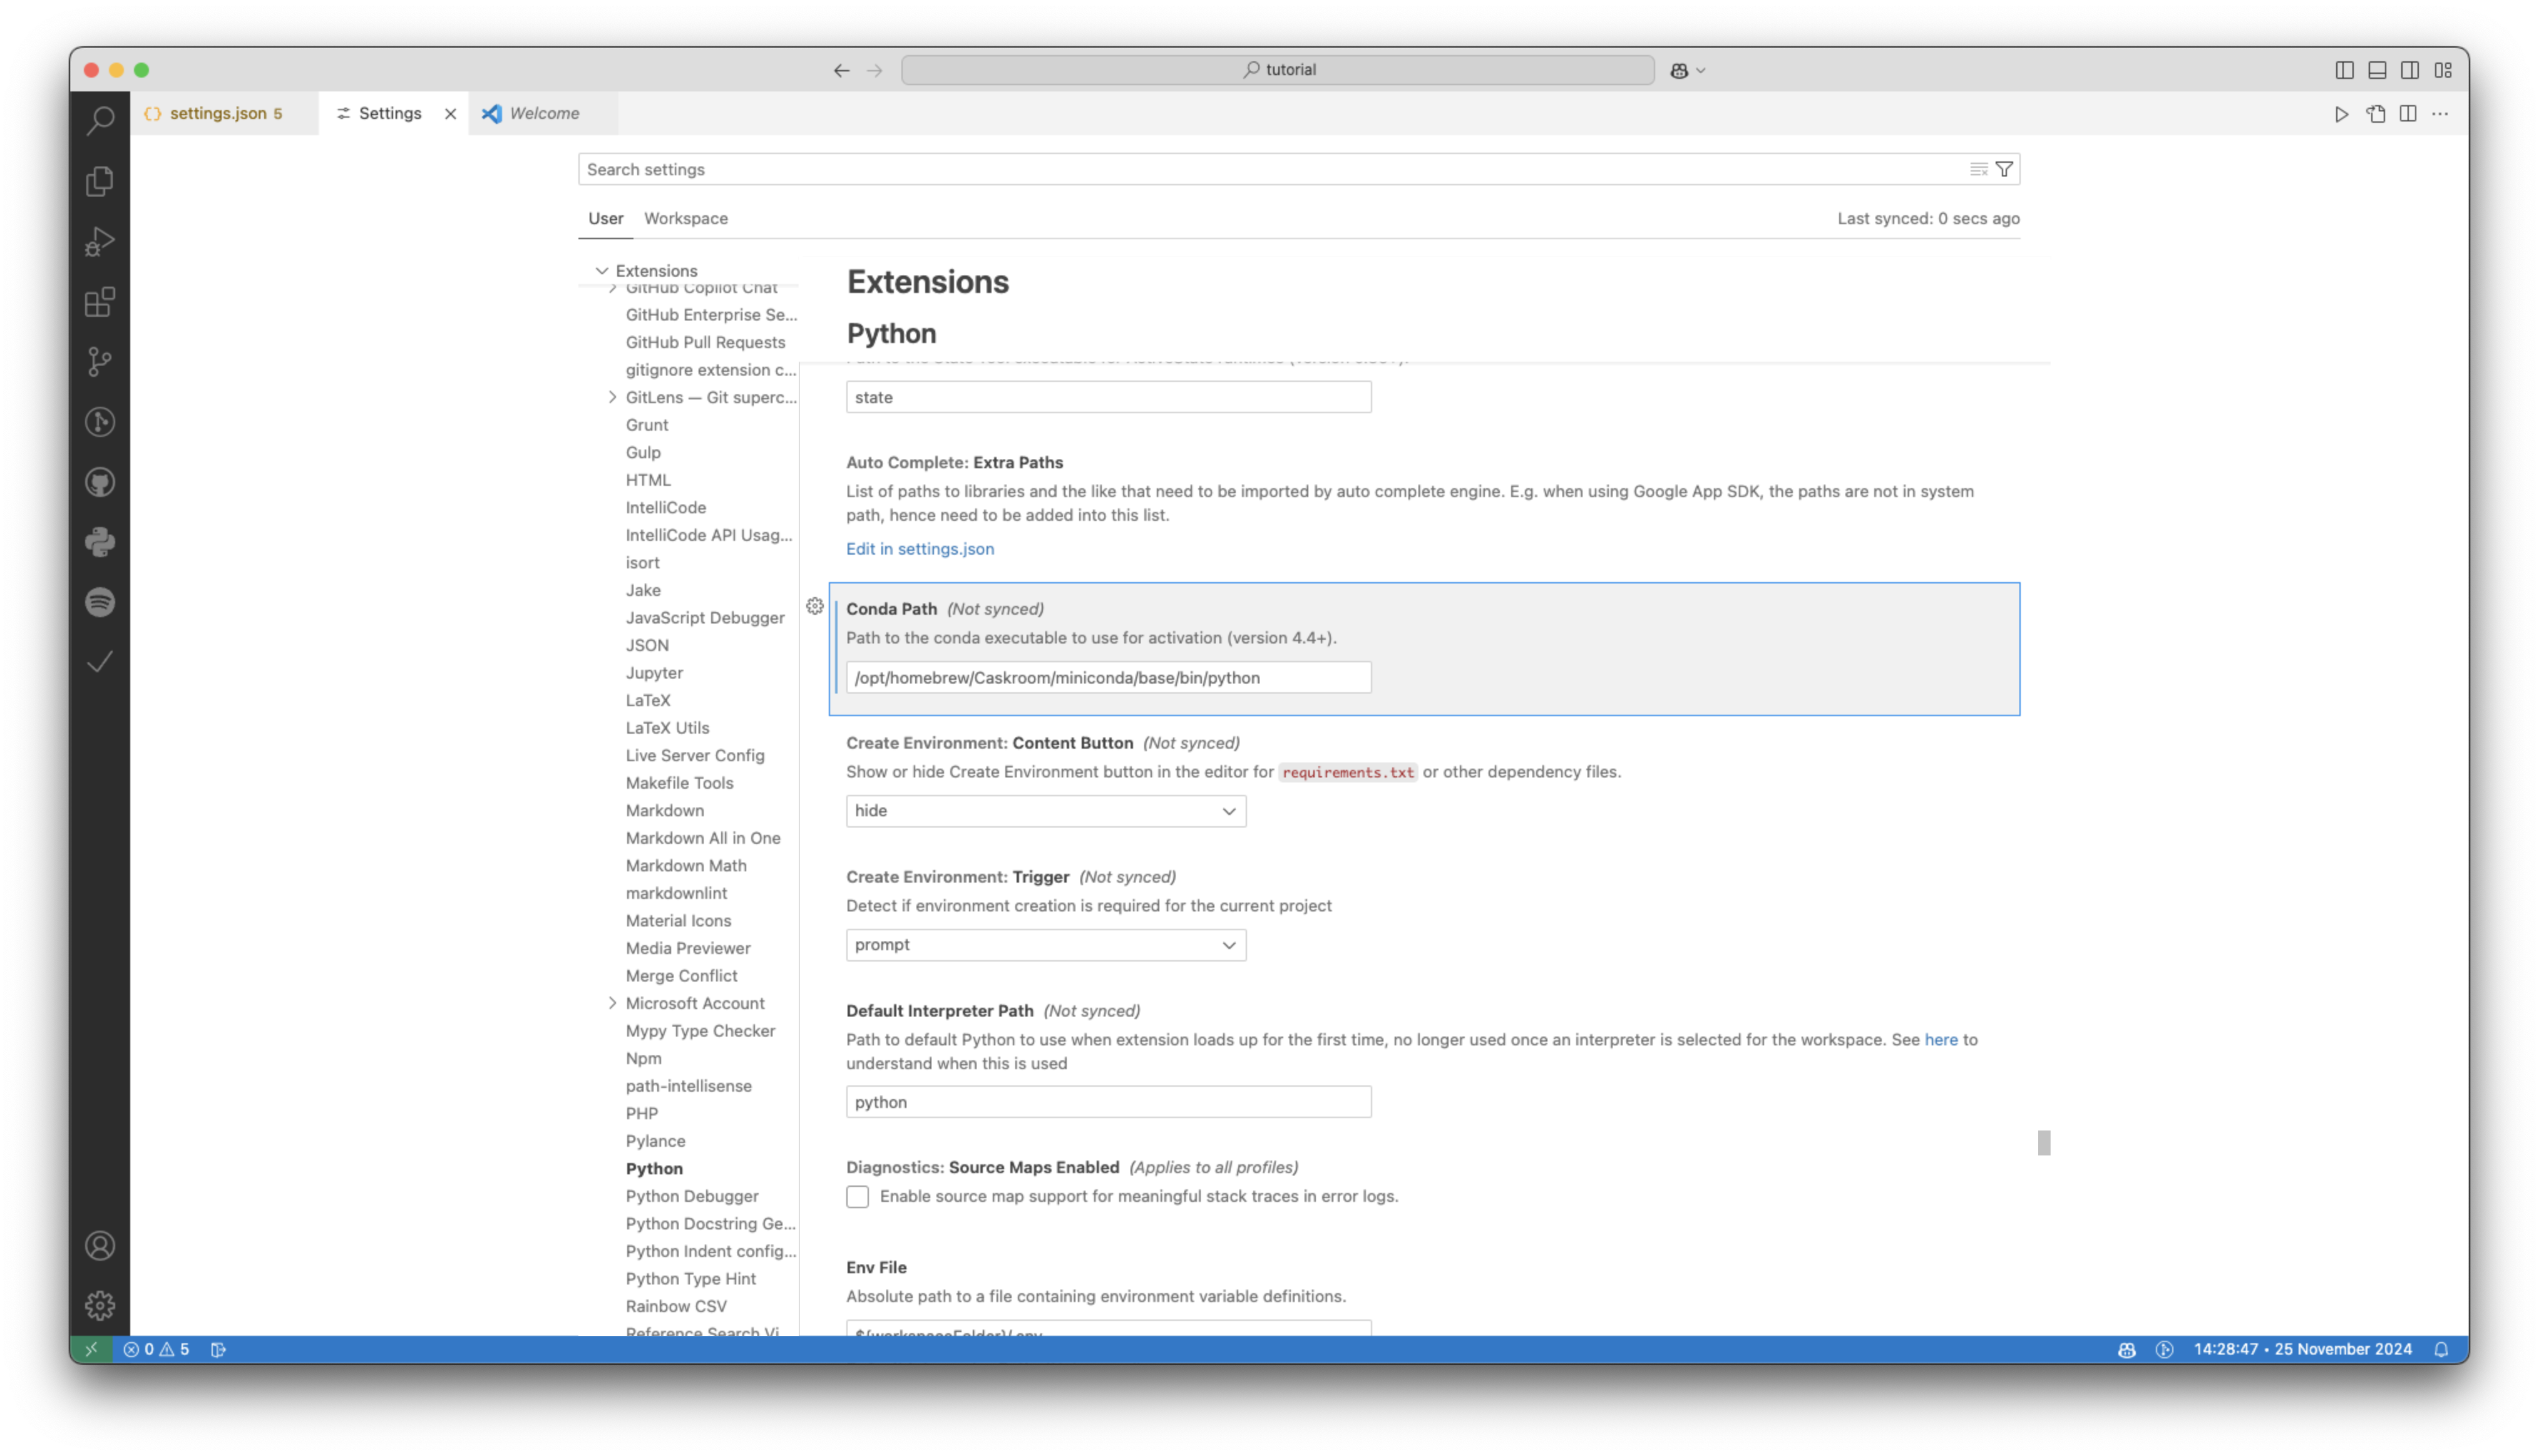 tutorial
settings.json 5
Settings
Welcome
Search settings
User
Workspace
Last synced: 0 secs ago
Extensions
GitHub Copilot Chat
GitHub Enterprise Se...
GitHub Pull Requests
gitignore extension c...
GitLens — Git superc...
Grunt
Gulp
HTML
IntelliCode
IntelliCode API Usag...
isort
Jake
JavaScript Debugger
JSON
Jupyter
LaTeX
LaTeX Utils
Live Server Config
Makefile Tools
Markdown
Markdown All in One
Markdown Math
markdownlint
Material Icons
Media Previewer
Merge Conflict
Microsoft Account
Mypy Type Checker
Npm
path-intellisense
PHP
Pylance
Python
Python Debugger
Python Docstring Ge...
Python Indent config...
Python Type Hint
Rainbow CSV
Reference Search Vi
Extensions
Python
state
Auto Complete: Extra Paths
List of paths to libraries and the like that need to be imported by auto complete engine. E.g. when using Google App SDK, the paths are not in system
path, hence need to be added into this list.
Edit in settings.json
Conda Path (Not synced)
Path to the conda executable to use for activation (version 4.4+).
/opt/homebrew/Caskroom/miniconda/base/bin/python
Create Environment: Content Button (Not synced)
Show or hide Create Environment button in the editor for requirements.txt or other dependency files.
hide
Create Environment: Trigger (Not synced)
Detect if environment creation is required for the current project
prompt
Default Interpreter Path (Not synced)
Path to default Python to use when extension loads up for the first time, no longer used once an interpreter is selected for the workspace. See here to
understand when this is used
python
Diagnostics: Source Maps Enabled (Applies to all profiles)
Enable source map support for meaningful stack traces in error logs.
Env File
Absolute path to a file containing environment variable definitions.
${workspaceFolder}/.env
0 5
14:28:47 • 25 November 2024